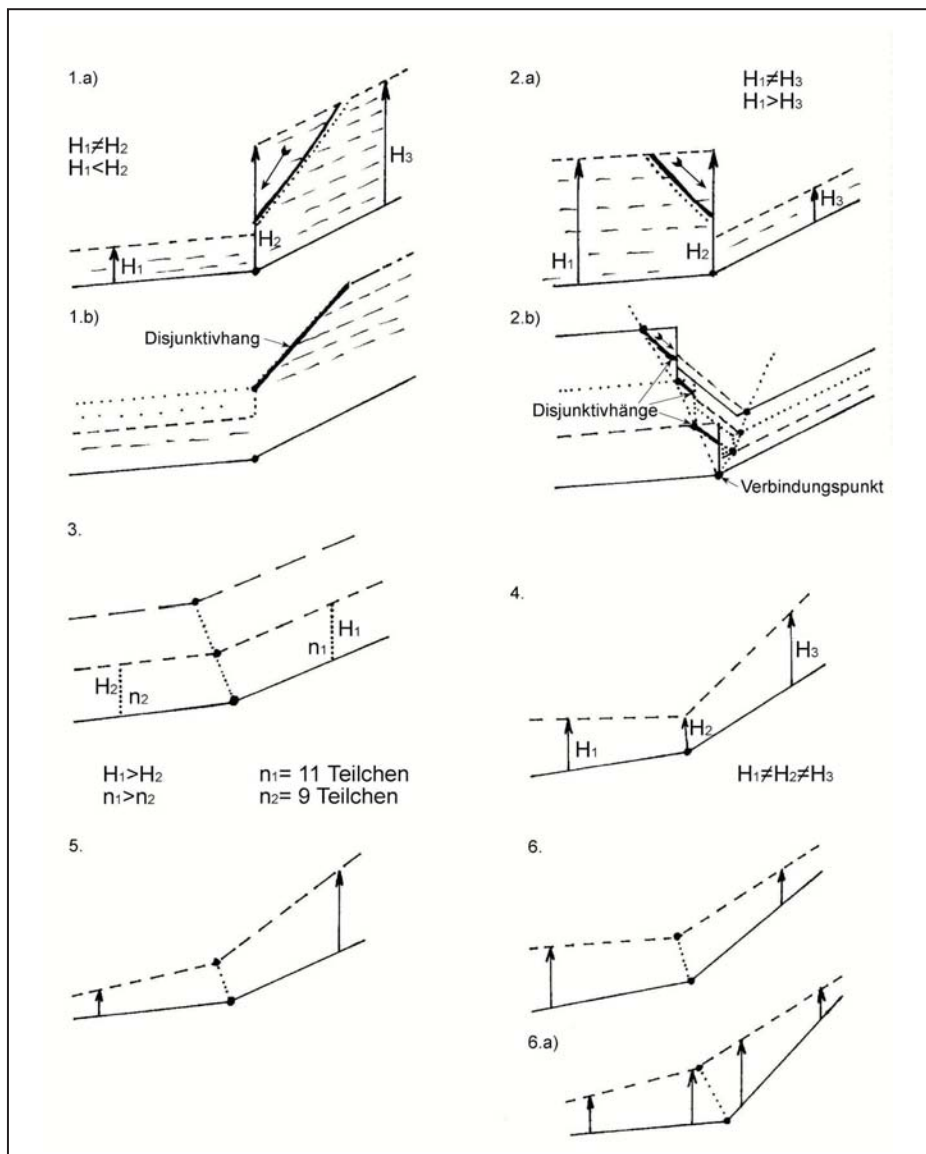 1.a)
H₁≠H₂
H₁<H₂
H₁
H₂
H₃
2.a)
H₁≠H₃
H₁>H₃
H₁
H₂
H₃
1.b)
Disjunktivhang
2.b)
Disjunktivhänge
Verbindungspunkt
3.
H₂
n₂
n₁
H₁
H₁>H₂
n₁>n₂
n₁= 11 Teilchen
n₂= 9 Teilchen
4.
H₁
H₂
H₃
H₁≠H₂≠H₃
5.
6.
6.a)